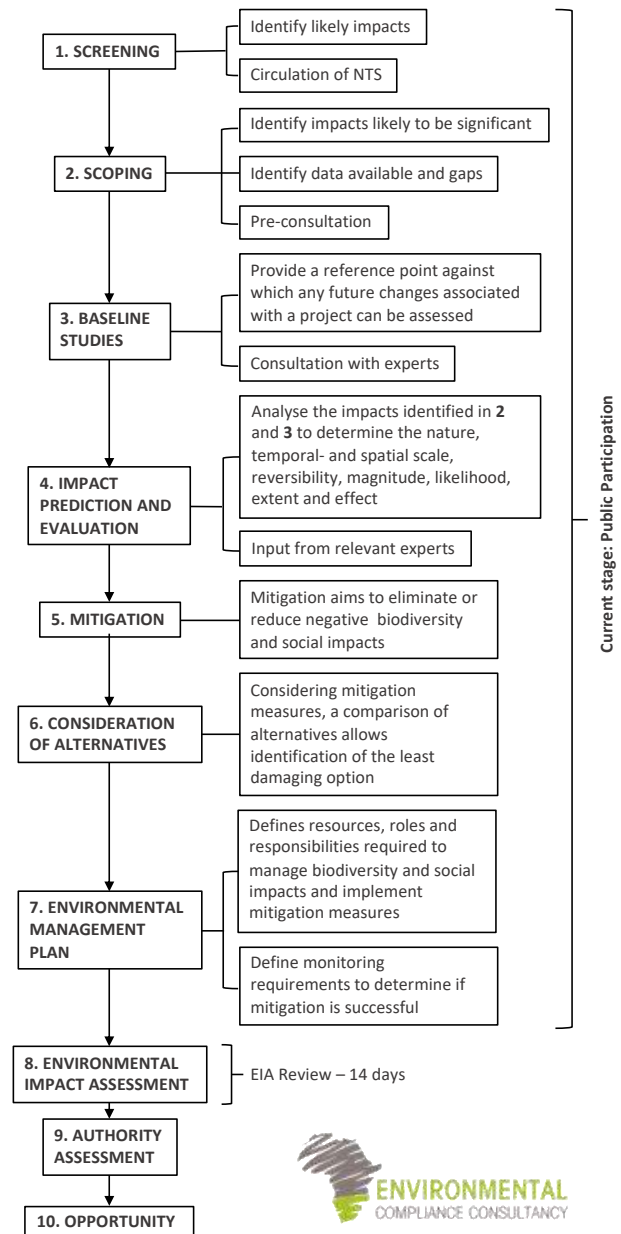 Identify likely impacts
1. SCREENING
Circulation of NTS
Identify impacts likely to be significant
2. SCOPING
Identify data available and gaps
Pre-consultation
Provide a reference point against
which any future changes associated
with a project can be assessed
3. BASELINE
STUDIES
Consultation with experts
Analyse the impacts identified in 2
and 3 to determine the nature,
temporal- and spatial scale,
reversibility, magnitude, likelihood,
extent and effect
4. IMPACT
PREDICTION AND
EVALUATION
Input from relevant experts
5. MITIGATION
Mitigation aims to eliminate or
reduce negative biodiversity
and social impacts
6. CONSIDERATION
OF ALTERNATIVES
Considering mitigation
measures, a comparison of
alternatives allows
identification of the least
damaging option
7. ENVIRONMENTAL
MANAGEMENT
PLAN
Defines resources, roles and
responsibilities required to
manage biodiversity and social
impacts and implement
mitigation measures
Define monitoring
requirements to determine if
mitigation is successful
Current stage: Public Participation
8. ENVIRONMENTAL
IMPACT ASSESSMENT
EIA Review – 14 days
9. AUTHORITY
ASSESSMENT
10. OPPORTUNITY
ENVIRONMENTAL
COMPLIANCE CONSULTANCY